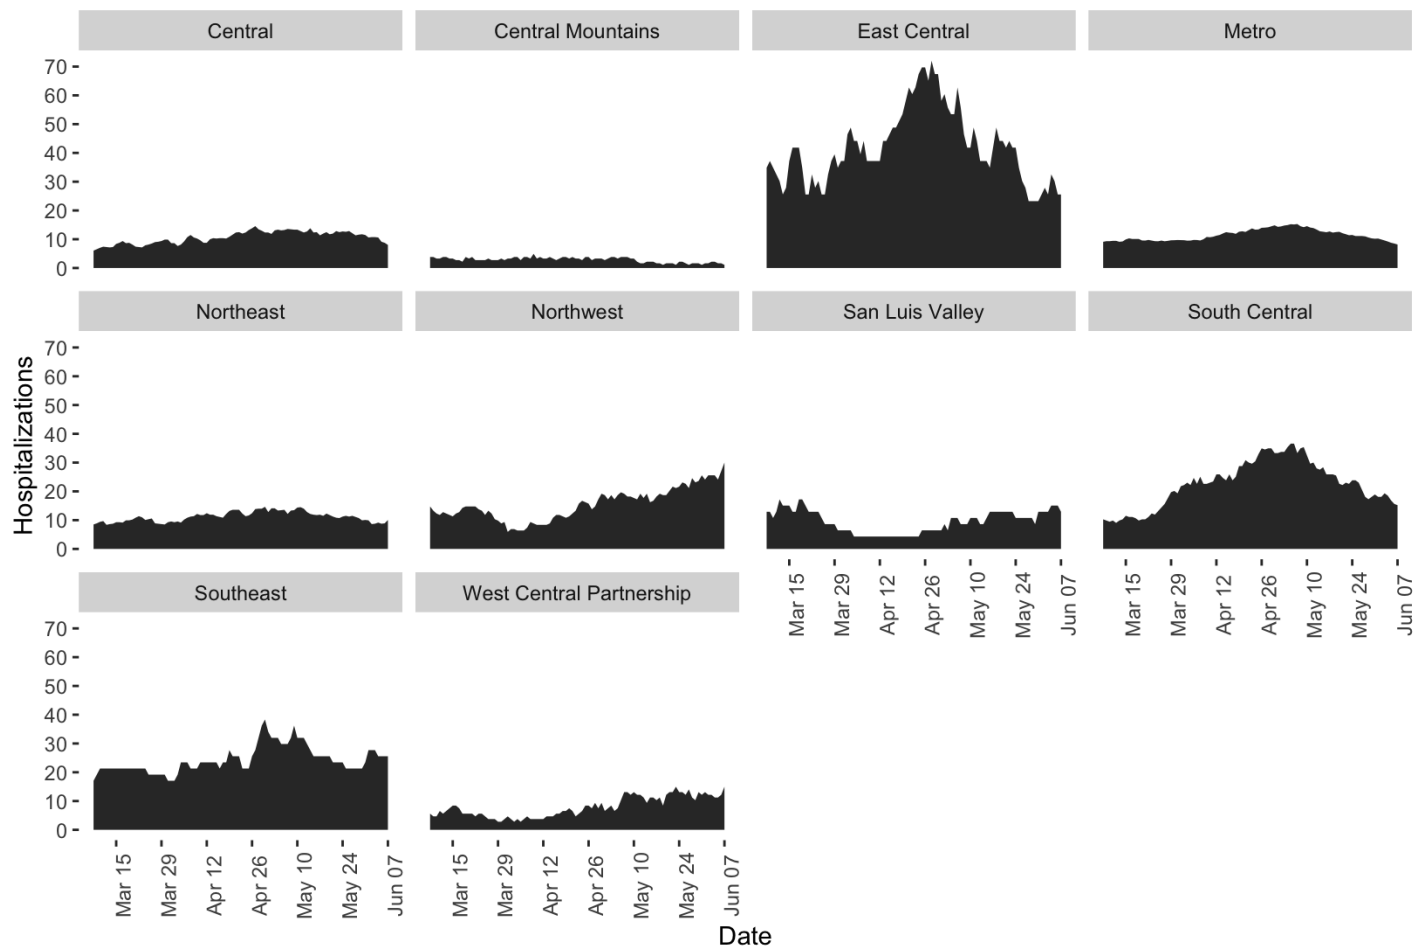 Central
Central Mountains
East Central
Metro
70
60
50
40
30
20
10
0
Northeast
Northwest
San Luis Valley
South Central
Hospitalizations
70
60
50
40
30
20
10
0
Mar 15
Mar 29
Apr 12
Apr 26
May 10
May 24
Jun 07
Mar 15
Mar 29
Apr 12
Apr 26
May 10
May 24
Jun 07
Southeast
West Central Partnership
70
60
50
40
30
20
10
0
Mar 15
Mar 29
Apr 12
Apr 26
May 10
May 24
Jun 07
Mar 15
Mar 29
Apr 12
Apr 26
May 10
May 24
Jun 07
Date